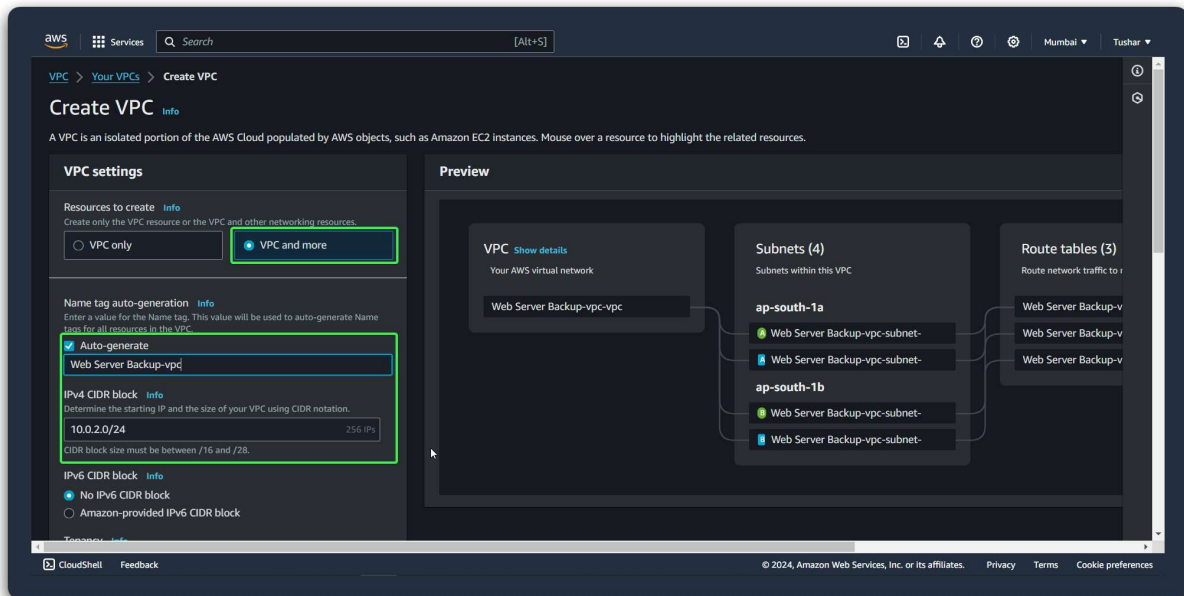 aws
Services
Search
[Alt+S]
Mumbai
Tushar
VPC > Your VPCs > Create VPC
Create VPC Info
A VPC is an isolated portion of the AWS Cloud populated by AWS objects, such as Amazon EC2 instances. Mouse over a resource to highlight the related resources.
VPC settings
Resources to create Info
Create only the VPC resource or the VPC and other networking resources.
VPC only
VPC and more
Name tag auto-generation Info
Enter a value for the Name tag. This value will be used to auto-generate Name
tags for all resources in the VPC.
Auto-generate
Web Server Backup-vpc
IPv4 CIDR block Info
Determine the starting IP and the size of your VPC using CIDR notation.
10.0.2.0/24
256 IPs
CIDR block size must be between /16 and /28.
IPv6 CIDR block Info
No IPv6 CIDR block
Amazon-provided IPv6 CIDR block
Tenancy Info
Preview
VPC Show details
Your AWS virtual network
Web Server Backup-vpc-vpc
Subnets (4)
Subnets within this VPC
ap-south-1a
A Web Server Backup-vpc-subnet-
A Web Server Backup-vpc-subnet-
ap-south-1b
B Web Server Backup-vpc-subnet-
B Web Server Backup-vpc-subnet-
Route tables (3)
Route network traffic to
Web Server Backup-v
Web Server Backup-v
Web Server Backup-v
CloudShell
Feedback
© 2024, Amazon Web Services, Inc. or its affiliates.
Privacy
Terms
Cookie preferences